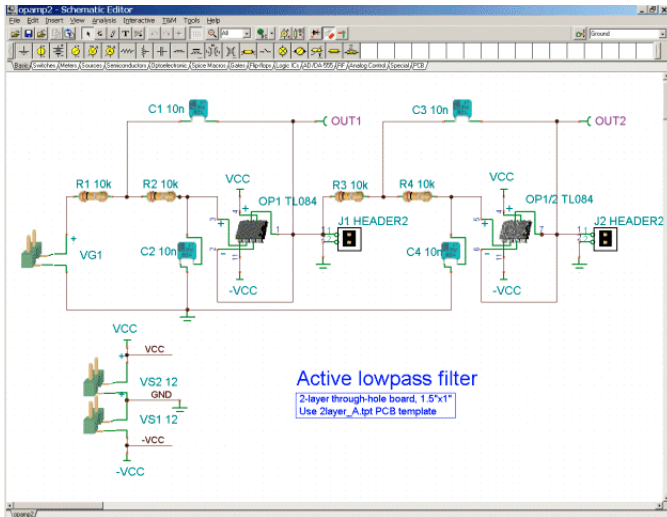 opamp2 - Schematic Editor
File Edit Insert View Analysis Interactive T&M Tools Help
All
Ground
Basic Switches Meters Sources Semiconductors Optoelectronic Spice Macros Gates Flip-flops Logic ICs AD/DA-555 RF Analog Control Special PCB
C1 10n
OUT1
C3 10n
OUT2
R1 10k
R2 10k
VCC
OP1 TL084
R3 10k
R4 10k
VCC
OP1/2 TL084
J1 HEADER2
J2 HEADER2
VG1
C2 10n
C4 10n
-VCC
-VCC
VCC
VCC
VS2 12
GND
VS1 12
-VCC
-VCC
Active lowpass filter
2-layer through-hole board, 1.5"x1"
Use 2layer_A.tpt PCB template
opamp2